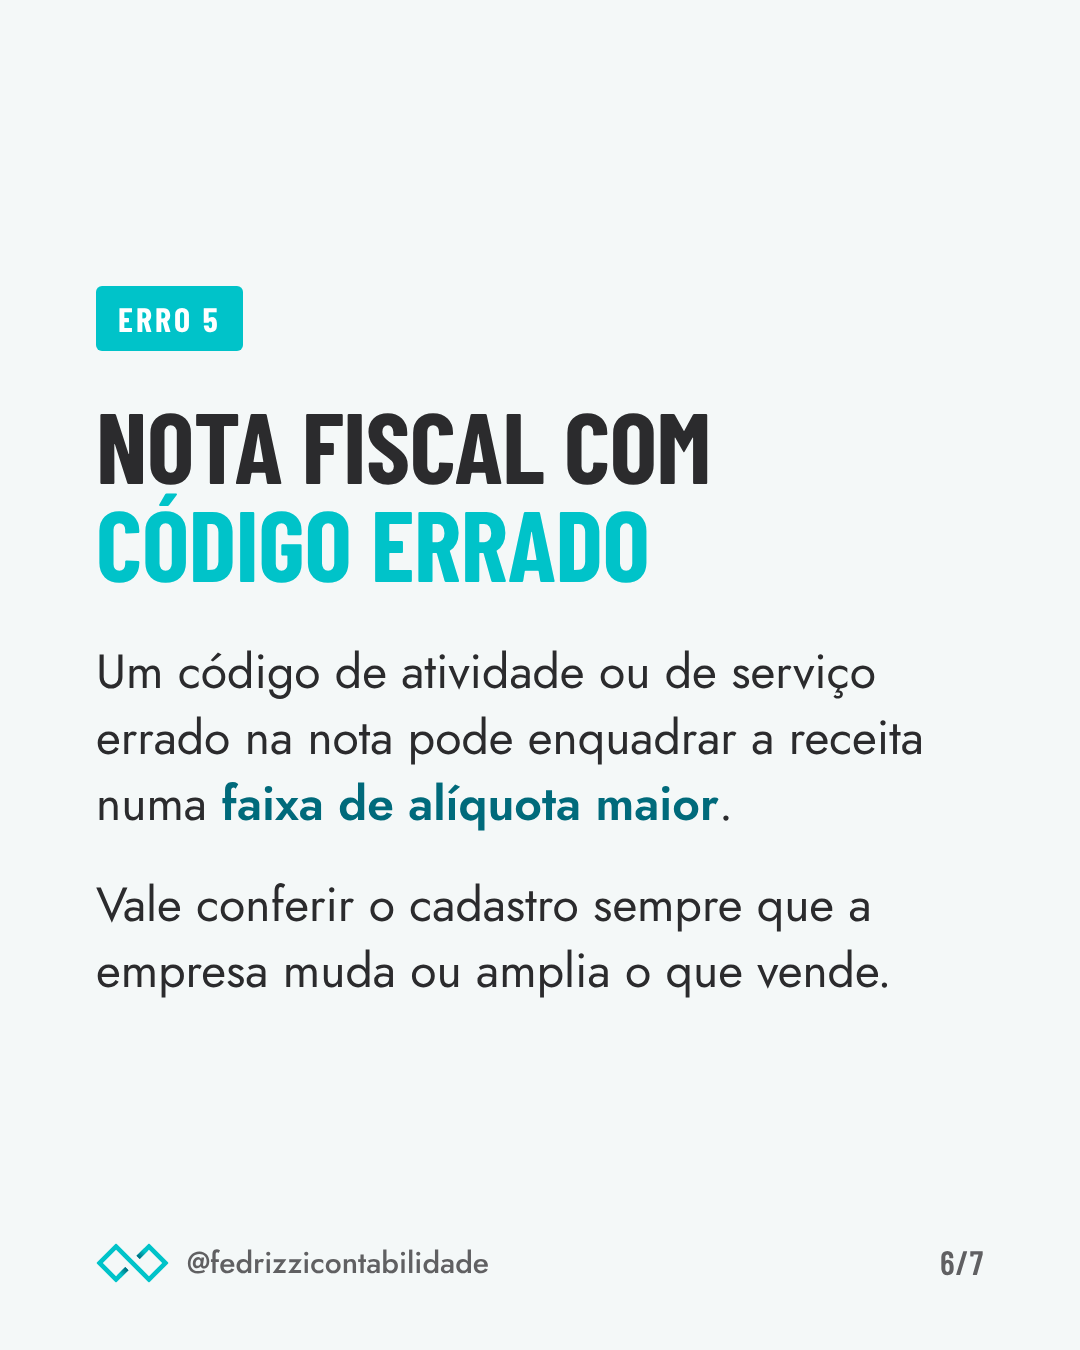 ERRO 5
NOTA FISCAL COM
CÓDIGO ERRADO
Um código de atividade ou de serviço
errado na nota pode enquadrar a receita
numa faixa de alíquota maior.
Vale conferir o cadastro sempre que a
empresa muda ou amplia o que vende.
@fedrizzicontabilidade
6/7